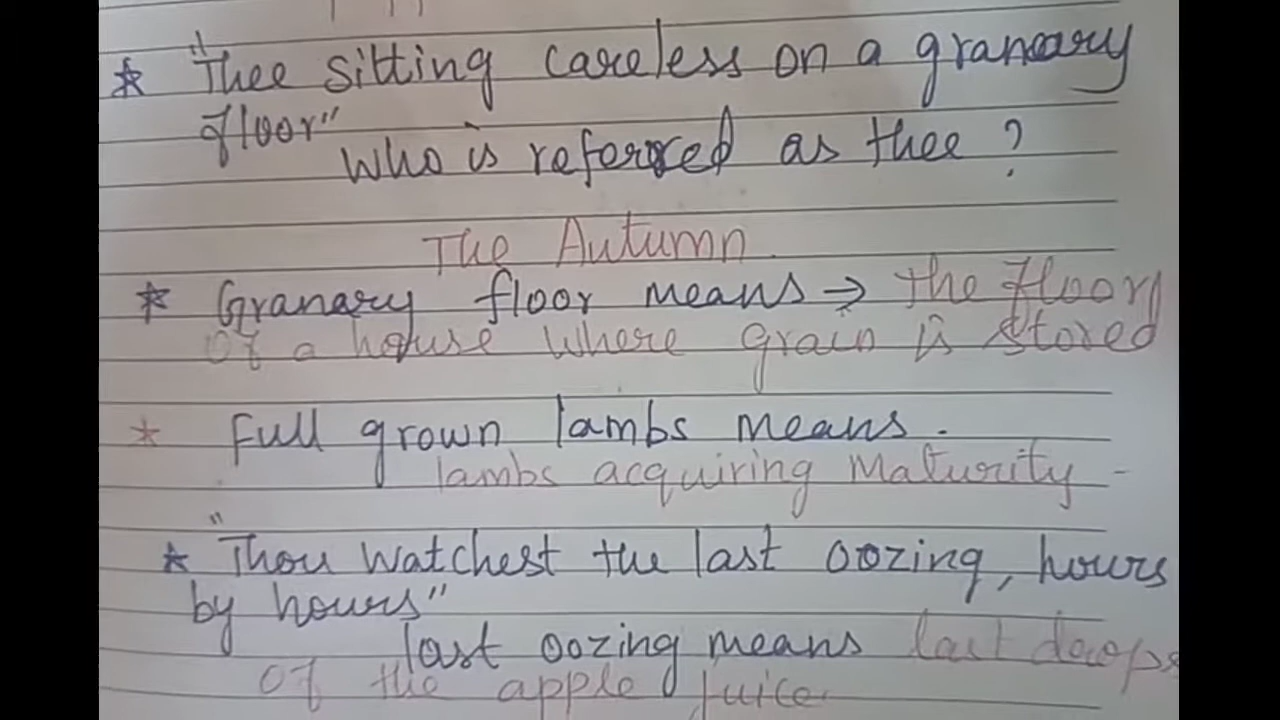 * "Thee sitting careless on a granary
floor"
Who is referred as thee ?
The Autumn.
* Granary floor means → the floor
of a house where grain is stored
* Full grown lambs means.
lambs acquiring maturity -
* "Thou watchest the last oozing, hours
by hours"
last oozing means last drops
of the apple juice.